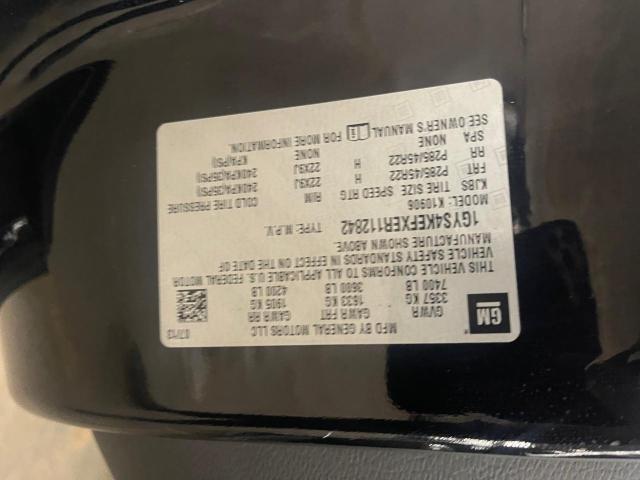 GM
MFD BY GENERAL MOTORS LLC 07/13
GVWR GAWR FRT GAWR RR
3357 KG 1633 KG 1905 KG
7400 LB 3600 LB 4200 LB
THIS VEHICLE CONFORMS TO ALL APPLICABLE U.S. FEDERAL MOTOR
VEHICLE SAFETY STANDARDS IN EFFECT ON THE DATE OF
MANUFACTURE SHOWN ABOVE.
1GYS4KEFXER112842 TYPE: M.P.V.
MODEL: K10906
KJBS TIRE SIZE SPEED RTG RIM COLD TIRE PRESSURE
FRT P285/45R22 H 22X9J 240KPA(35PSI)
RR P285/45R22 H 22X9J 240KPA(35PSI)
SPA NONE NONE KPA(PSI)
SEE OWNER'S MANUAL FOR MORE INFORMATION.